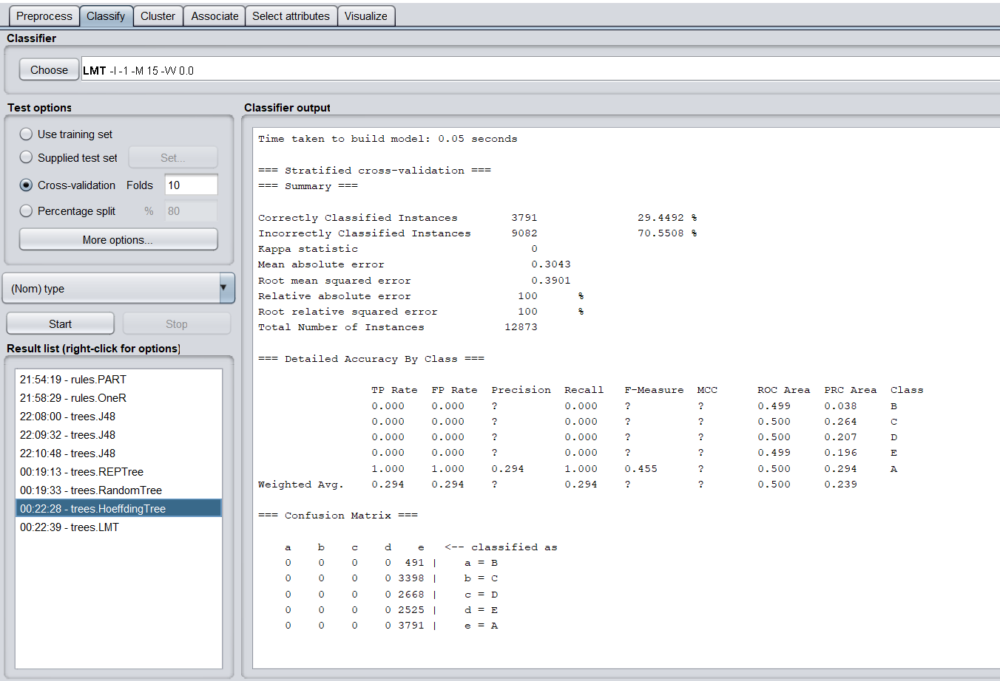 Preprocess Classify Cluster Associate Select attributes Visualize
Classifier
Choose LMT -I -1 -M 15 -W 0.0
Test options
Use training set
Supplied test set Set...
Cross-validation Folds 10
Percentage split % 80
More options...
(Nom) type
Start Stop
Result list (right-click for options)
21:54:19 - rules.PART
21:58:29 - rules.OneR
22:08:00 - trees.J48
22:09:32 - trees.J48
22:10:48 - trees.J48
00:19:13 - trees.REPTree
00:19:33 - trees.RandomTree
00:22:28 - trees.HoeffdingTree
00:22:39 - trees.LMT
Classifier output
Time taken to build model: 0.05 seconds
=== Stratified cross-validation ===
=== Summary ===
Correctly Classified Instances 3791 29.4492 %
Incorrectly Classified Instances 9082 70.5508 %
Kappa statistic 0
Mean absolute error 0.3043
Root mean squared error 0.3901
Relative absolute error 100 %
Root relative squared error 100 %
Total Number of Instances 12873
=== Detailed Accuracy By Class ===
TP Rate FP Rate Precision Recall F-Measure MCC ROC Area PRC Area Class
0.000 0.000 ? 0.000 ? ? 0.499 0.038 B
0.000 0.000 ? 0.000 ? ? 0.500 0.264 C
0.000 0.000 ? 0.000 ? ? 0.500 0.207 D
0.000 0.000 ? 0.000 ? ? 0.499 0.196 E
1.000 1.000 0.294 1.000 0.455 ? 0.500 0.294 A
Weighted Avg. 0.294 0.294 ? 0.294 ? ? 0.500 0.239
=== Confusion Matrix ===
a b c d e <-- classified as
0 0 0 0 491 | a = B
0 0 0 0 3398 | b = C
0 0 0 0 2668 | c = D
0 0 0 0 2525 | d = E
0 0 0 0 3791 | e = A